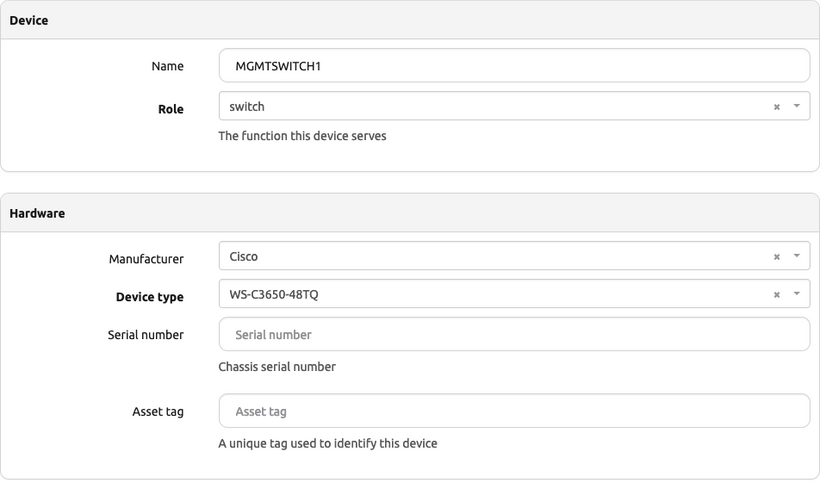 Device
Name MGMTSWITCH1
Role switch × 
The function this device serves
Hardware
Manufacturer Cisco ×
Device type WS-C3650-48TQ ×
Serial number Serial number
Chassis serial number
Asset tag Asset tag
A unique tag used to identify this device